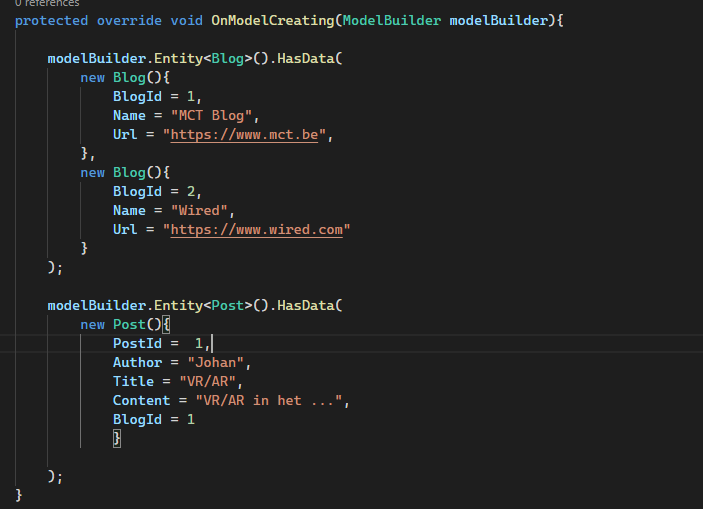 0 references
protected override void OnModelCreating(ModelBuilder modelBuilder){
modelBuilder.Entity<Blog>().HasData(
new Blog(){
BlogId = 1,
Name = "MCT Blog",
Url = "https://www.mct.be",
},
new Blog(){
BlogId = 2,
Name = "Wired",
Url = "https://www.wired.com"
}
);
modelBuilder.Entity<Post>().HasData(
new Post(){
PostId =  1,
Author = "Johan",
Title = "VR/AR",
Content = "VR/AR in het ...",
BlogId = 1
}
);
}